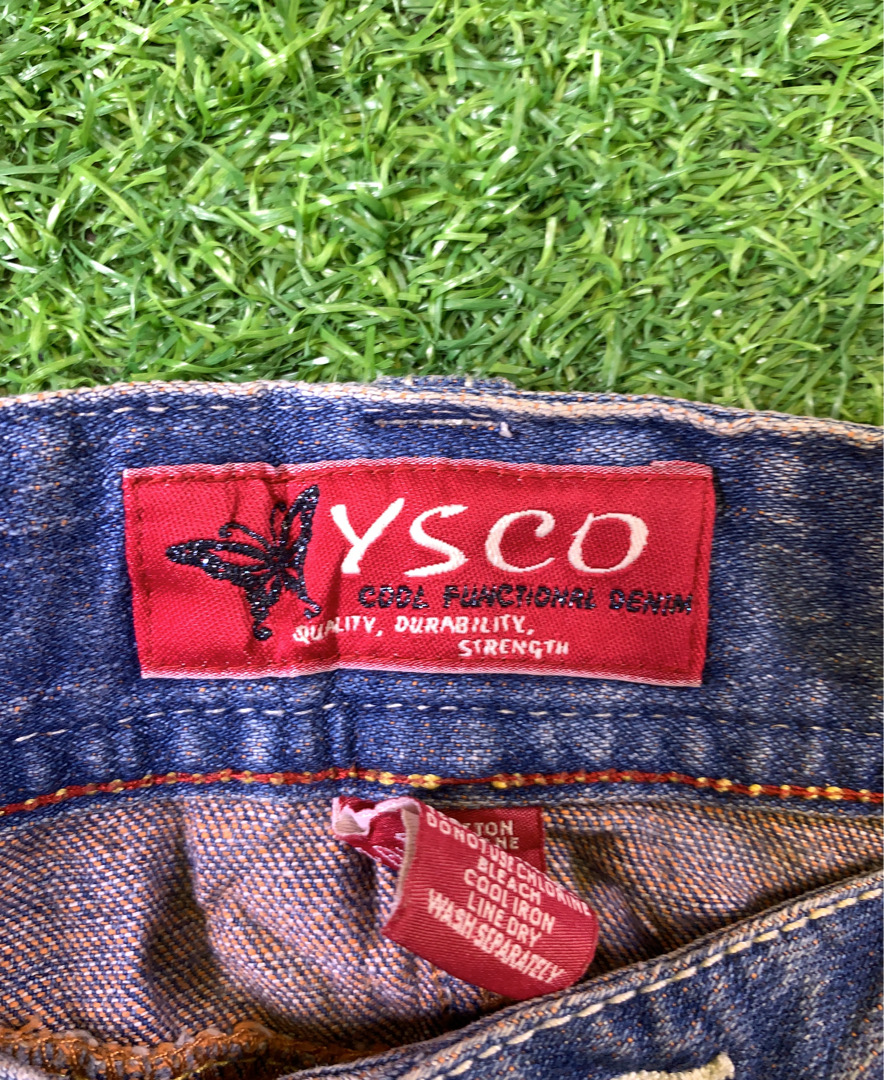 YSCO
COOL FUNCTIONAL DENIM
QUALITY, DURABILITY,
STRENGTH
DO NOT USE CHLORINE
BLEACH
COOL IRON
LINE DRY
WASH SEPARATELY